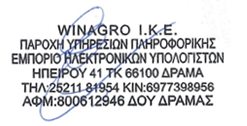 WINAGRO I.K.E.
ΠΑΡΟΧΗ ΥΠΗΡΕΣΙΩΝ ΠΛΗΡΟΦΟΡΙΚΗΣ
ΕΜΠΟΡΙΟ ΗΛΕΚΤΡΟΝΙΚΩΝ ΥΠΟΛΟΓΙΣΤΩΝ
ΗΠΕΙΡΟΥ 41 ΤΚ 66100 ΔΡΑΜΑ
ΤΗΛ:25211 81954 ΚΙΝ:6977398956
ΑΦΜ:800612946 ΔΟΥ ΔΡΑΜΑΣ